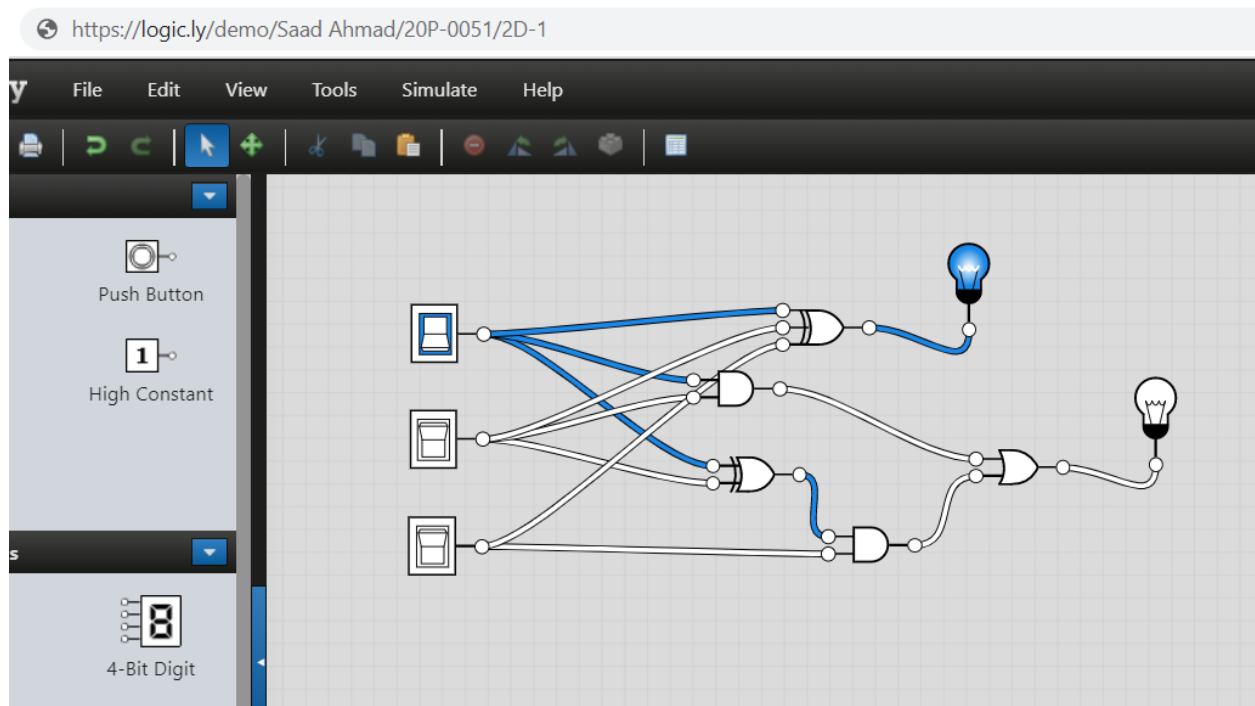 https://logic.ly/demo/Saad Ahmad/20P-0051/2D-1
y File Edit View Tools Simulate Help
Push Button
1
High Constant
s
8
4-Bit Digit